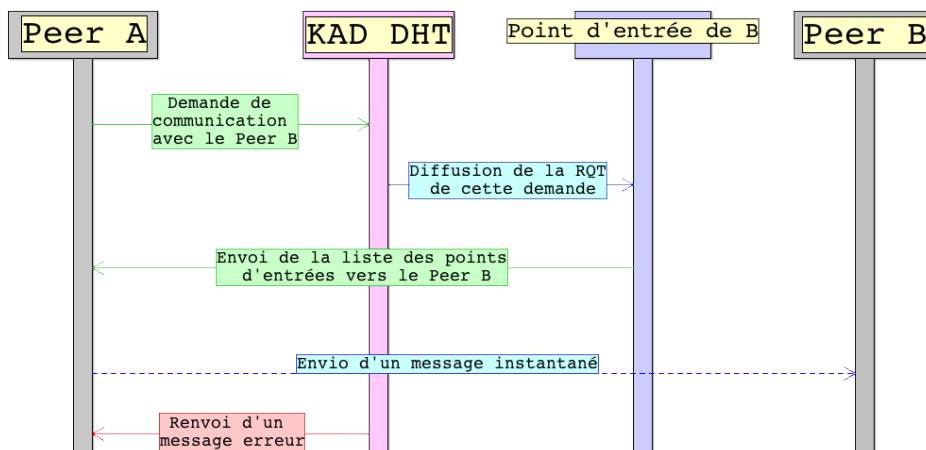 Peer A
KAD DHT
Point d'entrée de B
Peer B
Demande de
communication
avec le Peer B
Diffusion de la RQT
de cette demande
Envoi de la liste des points
d'entrées vers le Peer B
Envio d'un message instantané
Renvoi d'un
message erreur